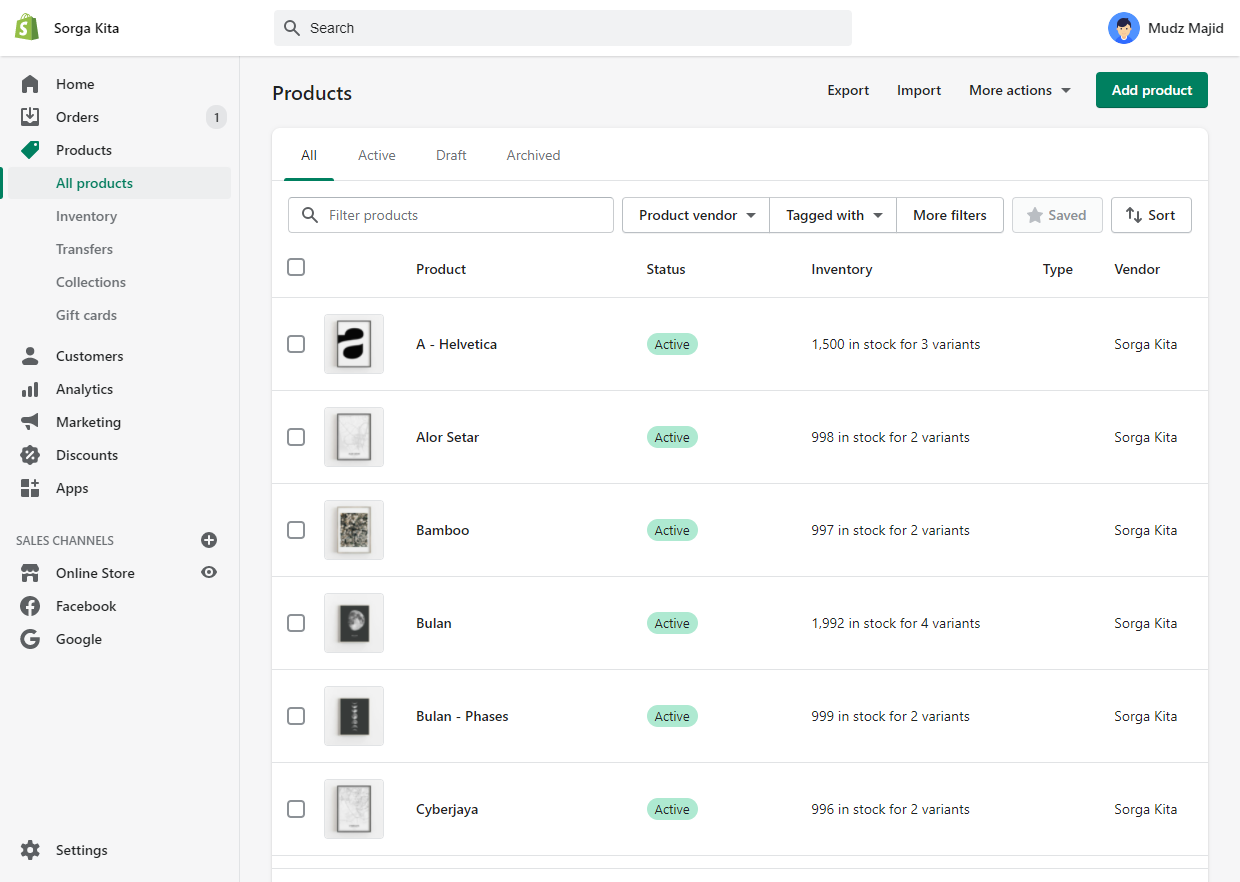 Sorga Kita
Search
Mudz Majid
Home
Orders 1
Products
All products
Inventory
Transfers
Collections
Gift cards
Customers
Analytics
Marketing
Discounts
Apps
SALES CHANNELS
Online Store
Facebook
Google
Settings
Products
Export Import More actions Add product
All Active Draft Archived
Filter products Product vendor Tagged with More filters Saved Sort
Product Status Inventory Type Vendor
A - Helvetica Active 1,500 in stock for 3 variants Sorga Kita
Alor Setar Active 998 in stock for 2 variants Sorga Kita
Bamboo Active 997 in stock for 2 variants Sorga Kita
Bulan Active 1,992 in stock for 4 variants Sorga Kita
Bulan - Phases Active 999 in stock for 2 variants Sorga Kita
Cyberjaya Active 996 in stock for 2 variants Sorga Kita